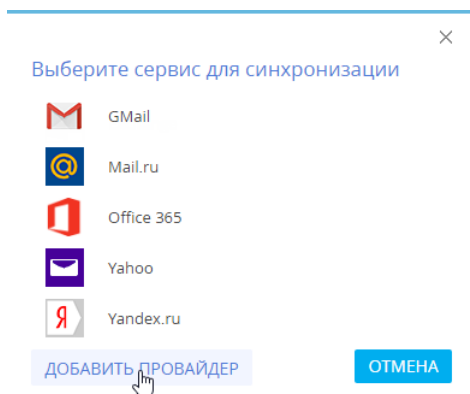 Выберите сервис для синхронизации
GMail
Mail.ru
Office 365
Yahoo
Yandex.ru
ДОБАВИТЬ ПРОВАЙДЕР
ОТМЕНА